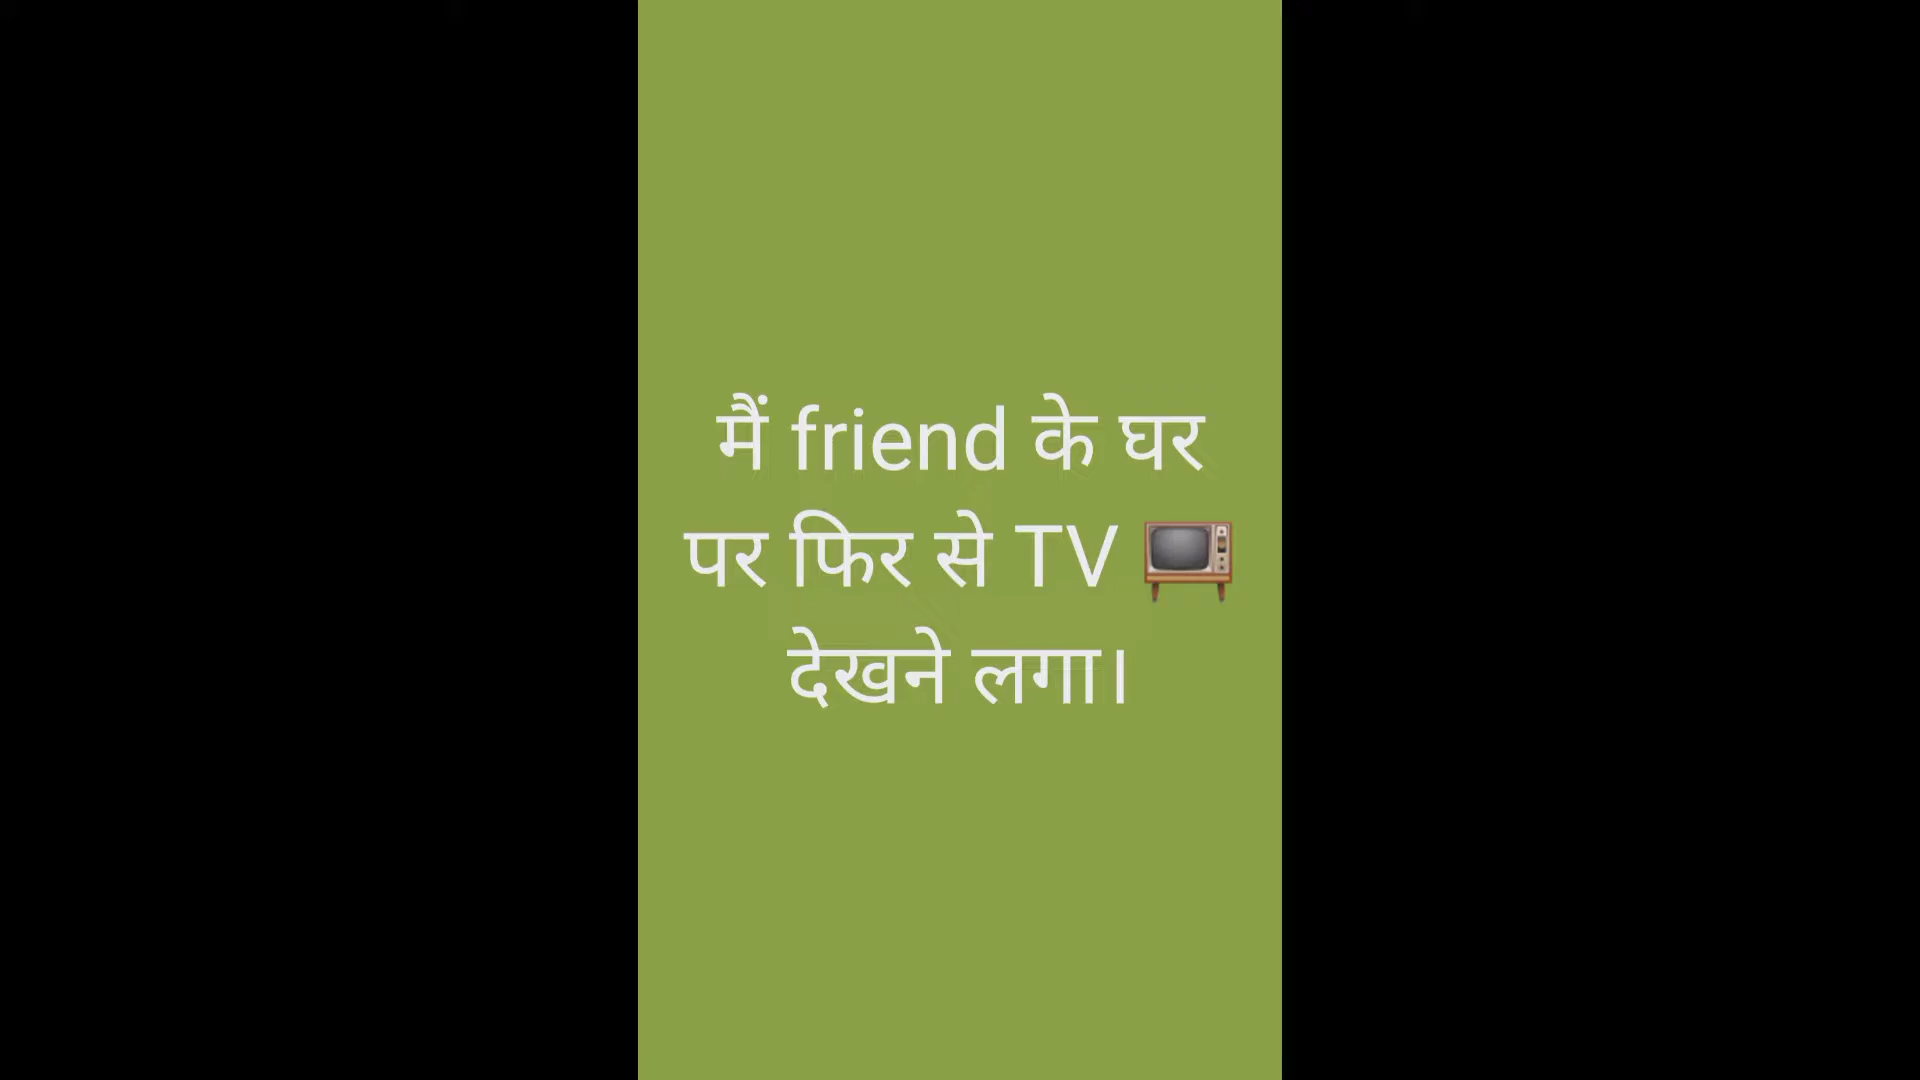 मैं friend के घर
पर फिर से TV 📺
देखने लगा।